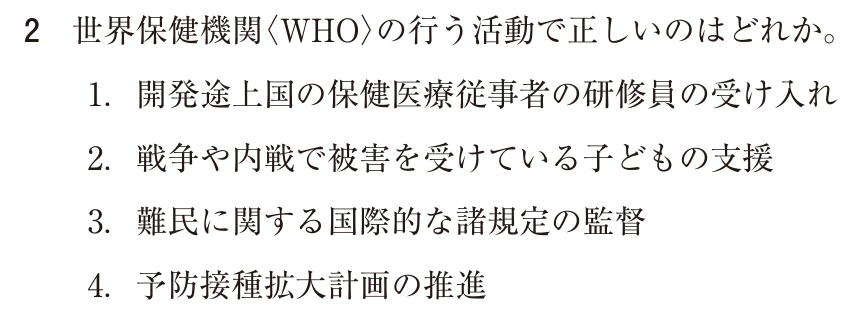 2 世界保健機関〈WHO〉の行う活動で正しいのはどれか。
1. 開発途上国の保健医療従事者の研修員の受け入れ
2. 戦争や内戦で被害を受けている子どもの支援
3. 難民に関する国際的な諸規定の監督
4. 予防接種拡大計画の推進